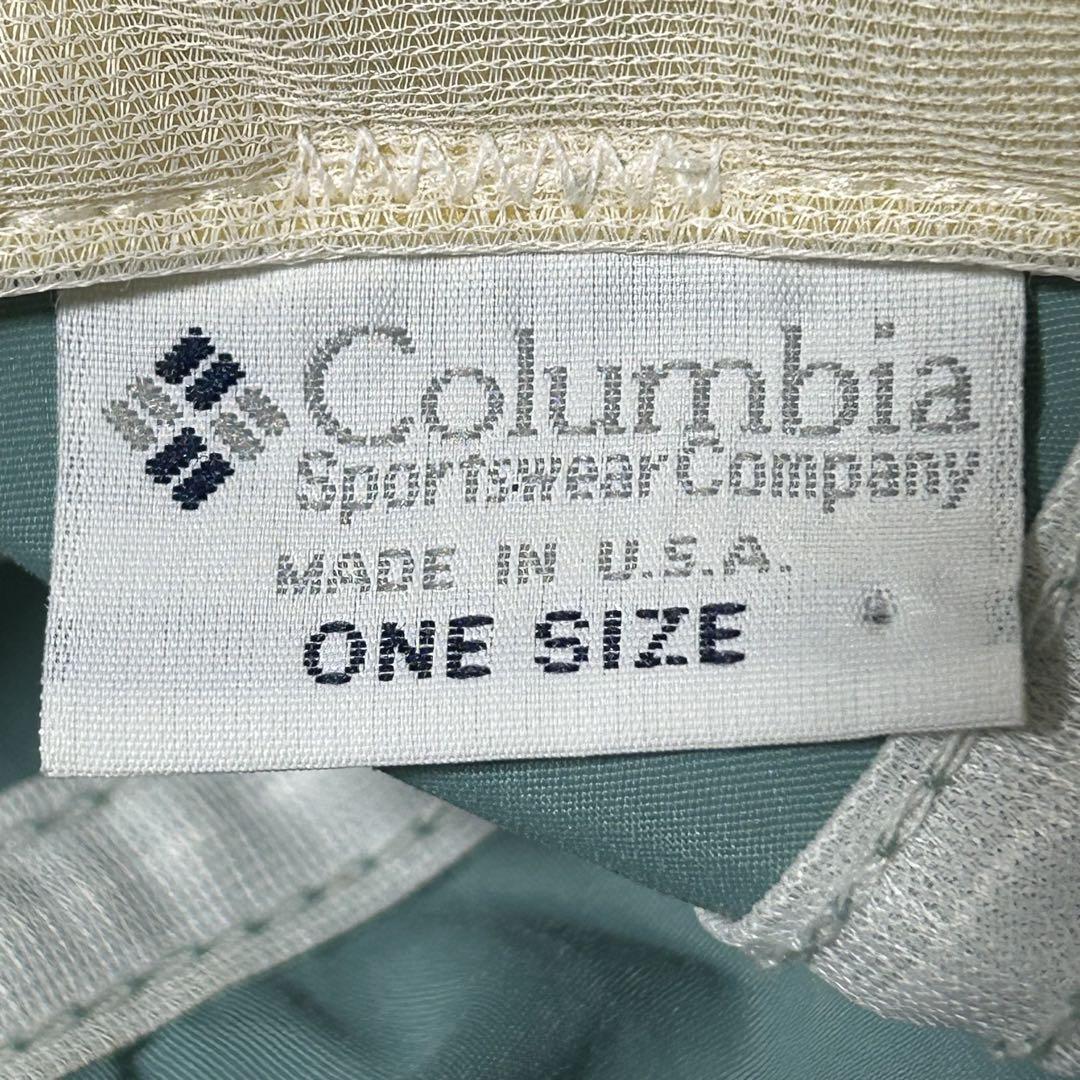 Columbia
Sportswear Company
MADE IN U.S.A.
ONE SIZE